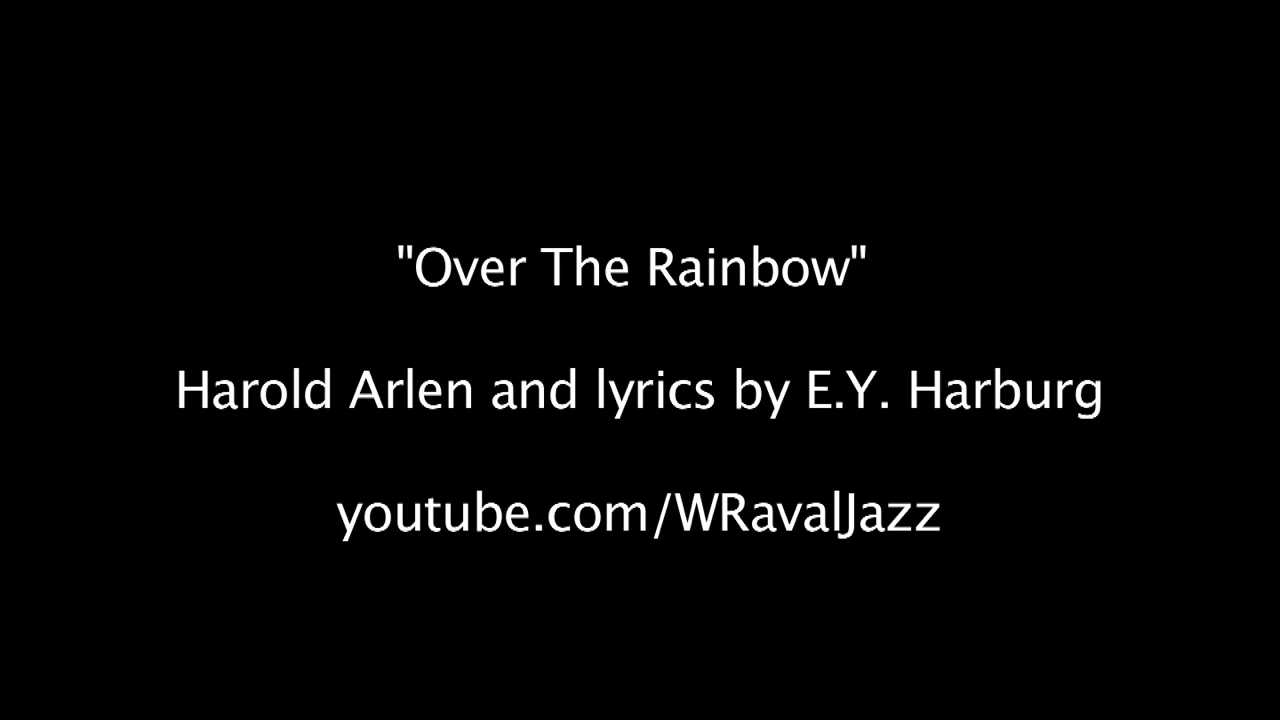 "Over The Rainbow"
Harold Arlen and lyrics by E.Y. Harburg
youtube.com/WRavalJazz